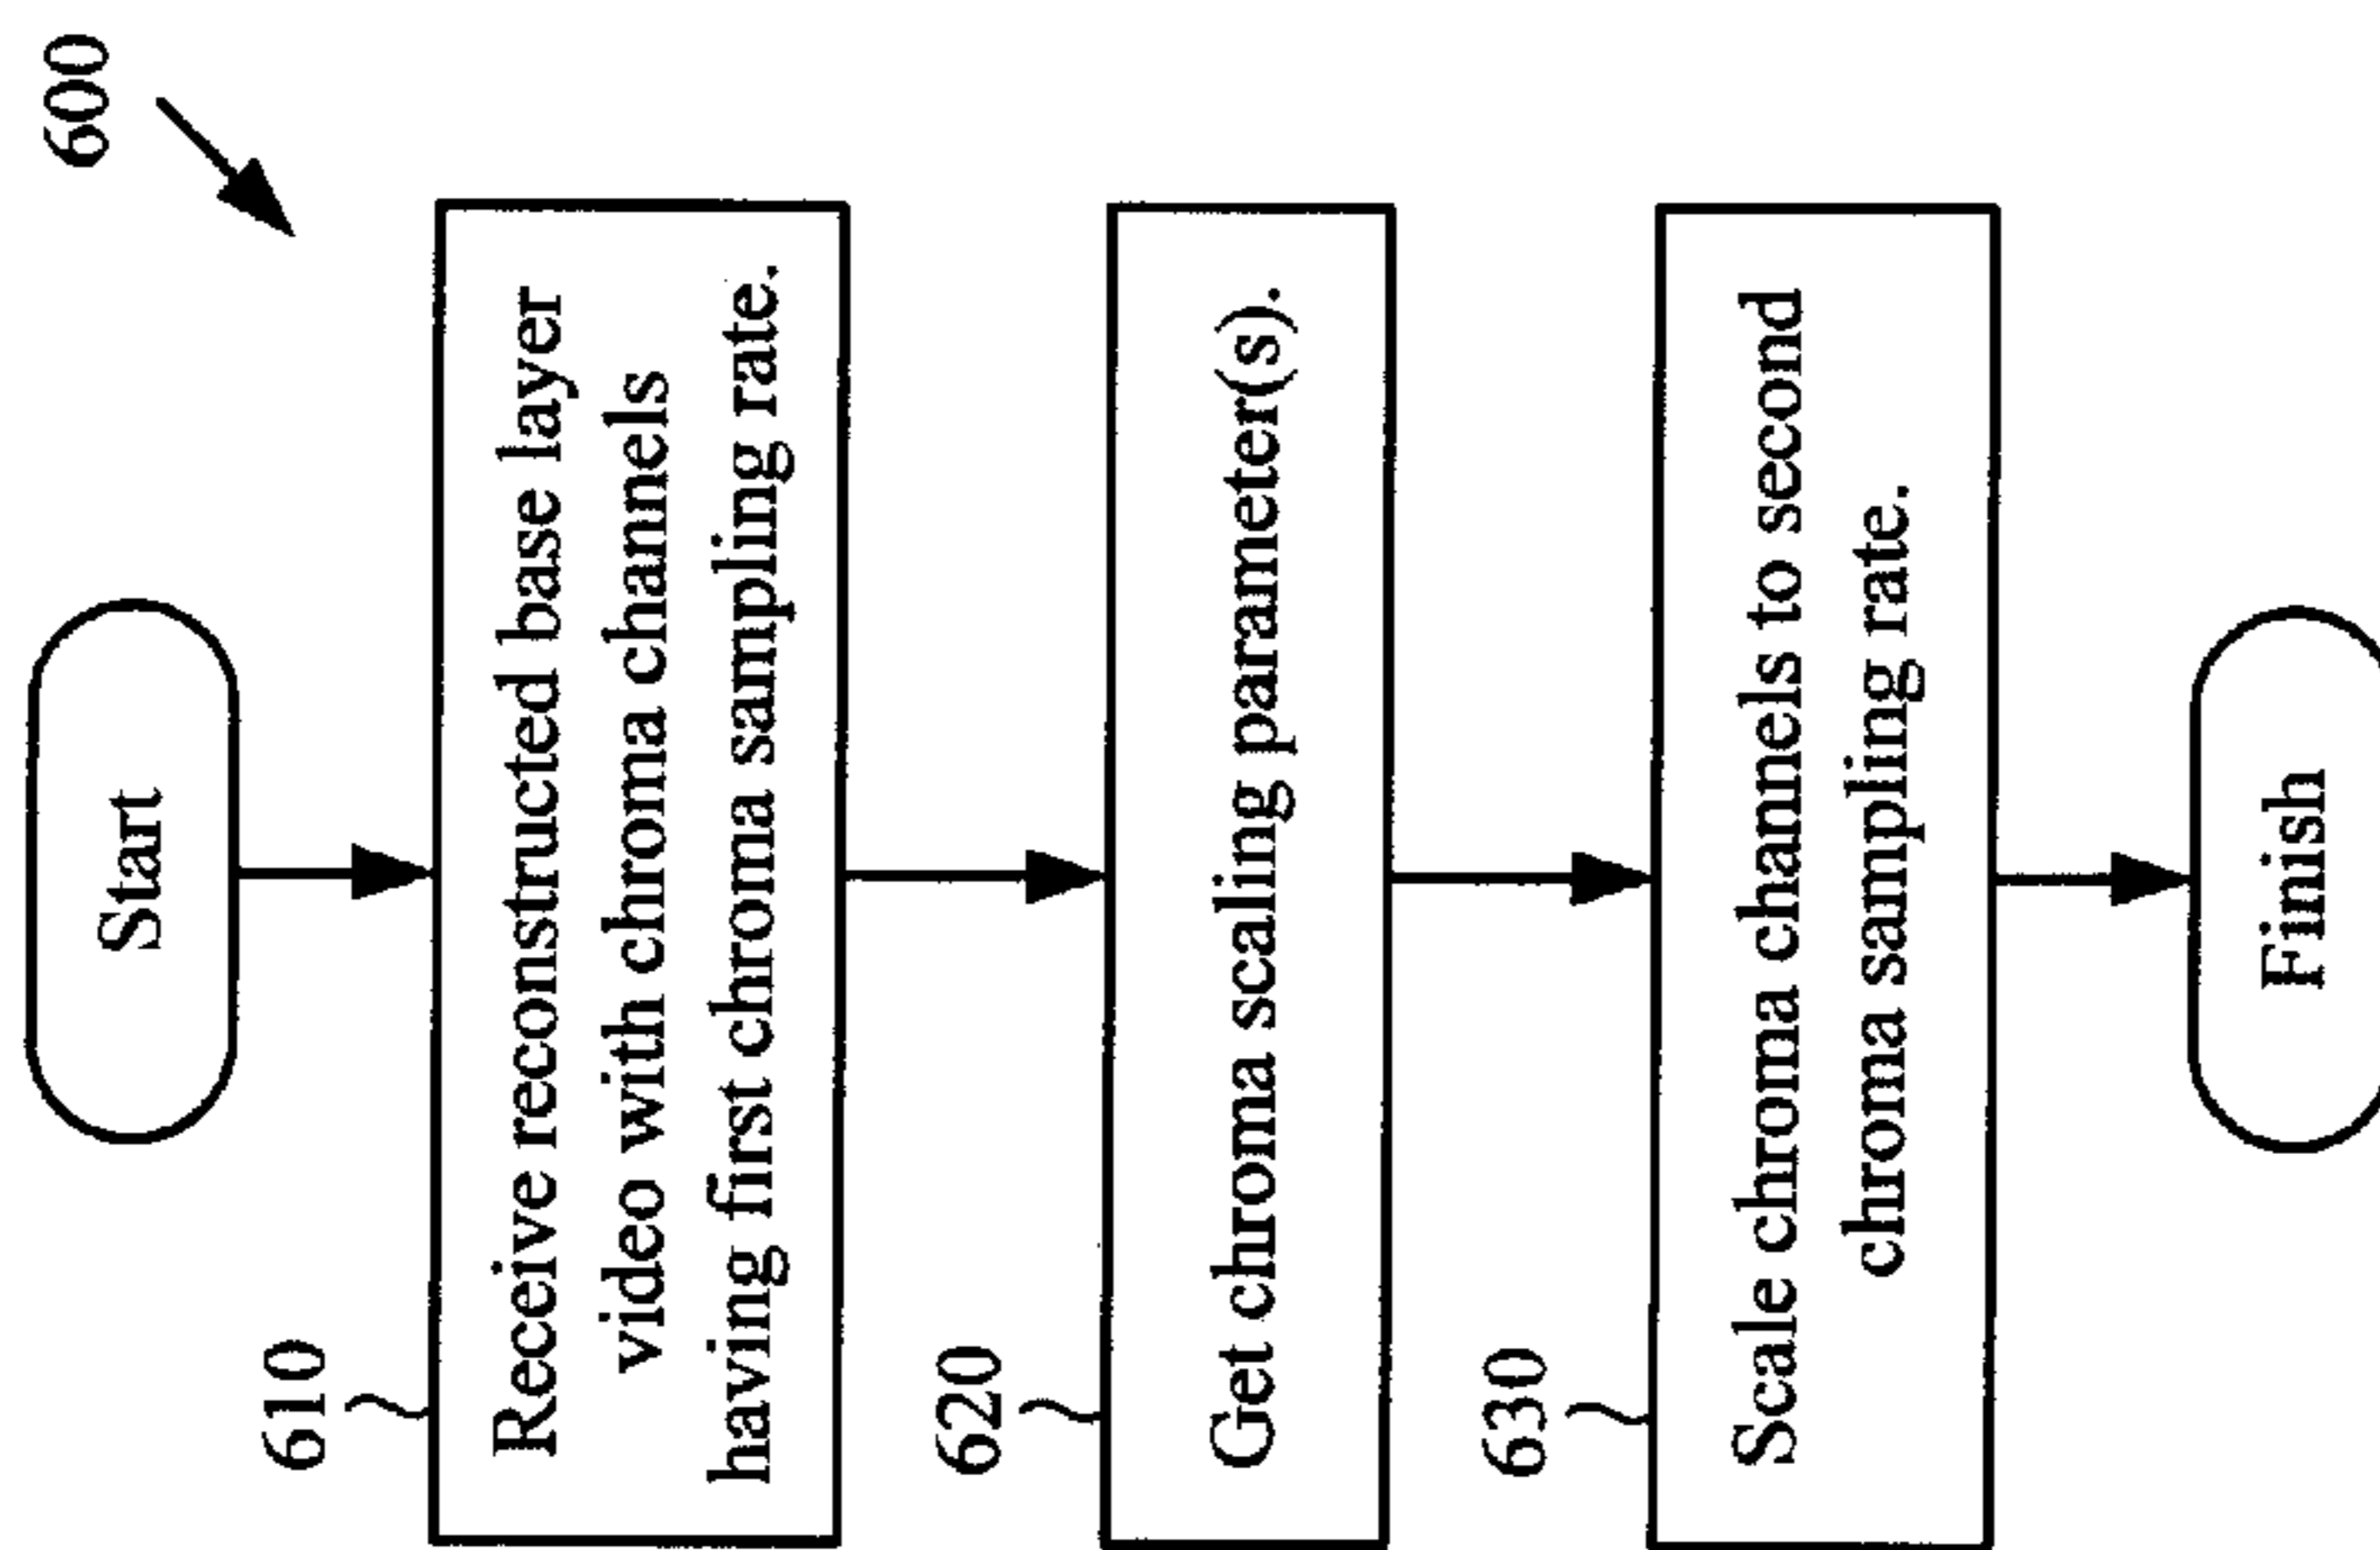 600
Start
610
Receive reconstructed base layer
video with chroma channels
having first chroma sampling rate.
620
Get chroma scaling parameter(s).
630
Scale chroma channels to second
chroma sampling rate.
Finish